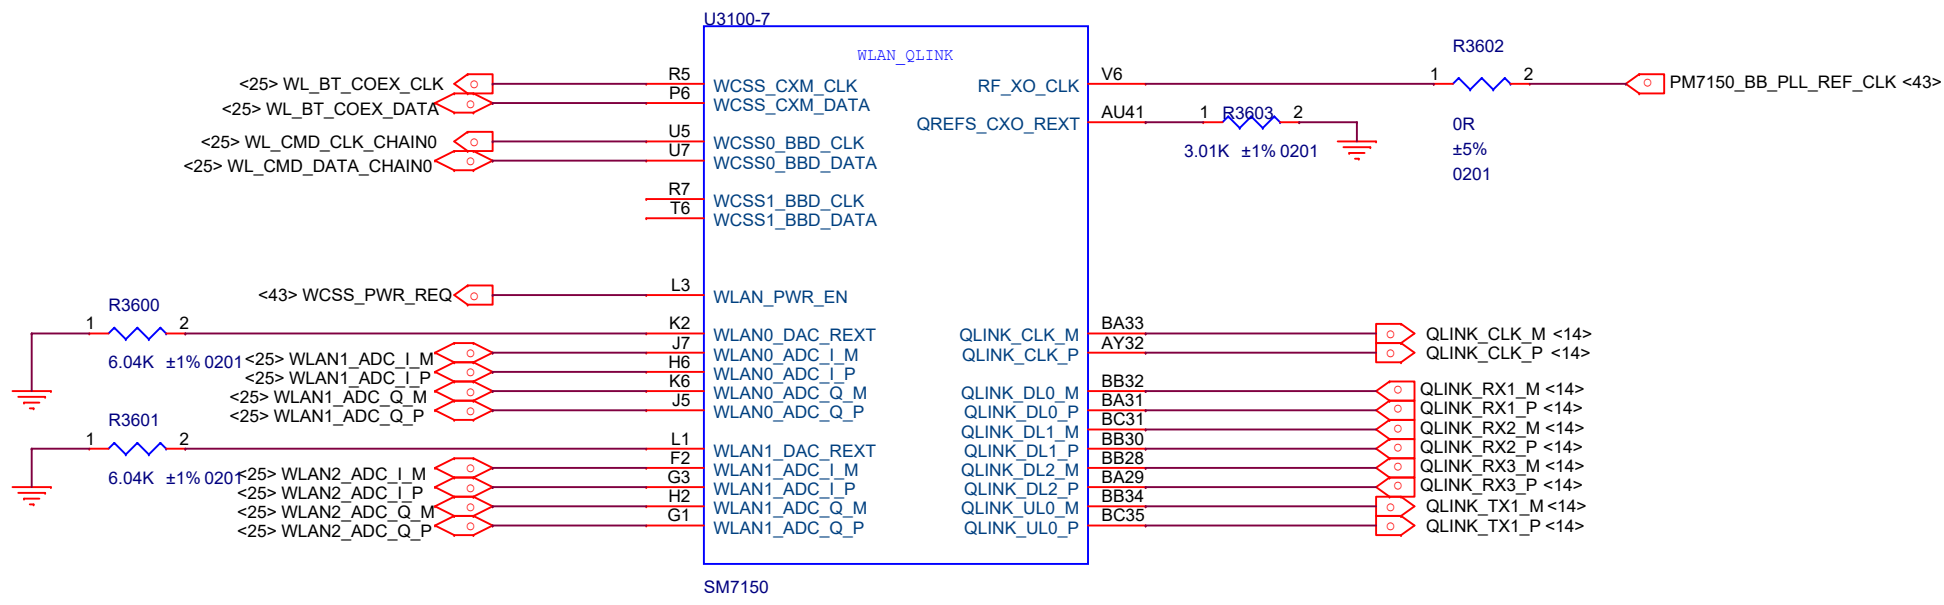 U3100-7
WLAN_QLINK
R3602
<25> WL_BT_COEX_CLK R5 WCSS_CXM_CLK RF_XO_CLK V6 1 2 PM7150_BB_PLL_REF_CLK <43>
<25> WL_BT_COEX_DATA P6 WCSS_CXM_DATA
QREFS_CXO_REXT AU41 1 R3603 2 0R
<25> WL_CMD_CLK_CHAIN0 U5 WCSS0_BBD_CLK
3.01K ±1% 0201 ±5%
<25> WL_CMD_DATA_CHAIN0 U7 WCSS0_BBD_DATA
0201
R7 WCSS1_BBD_CLK
T6 WCSS1_BBD_DATA
<43> WCSS_PWR_REQ L3 WLAN_PWR_EN
R3600
1 2 K2 WLAN0_DAC_REXT QLINK_CLK_M BA33 QLINK_CLK_M <14>
6.04K ±1% 0201
<25> WLAN1_ADC_I_M J7 WLAN0_ADC_I_M QLINK_CLK_P AY32 QLINK_CLK_P <14>
<25> WLAN1_ADC_I_P H6 WLAN0_ADC_I_P
<25> WLAN1_ADC_Q_M K6 WLAN0_ADC_Q_M QLINK_DL0_M BB32 QLINK_RX1_M <14>
<25> WLAN1_ADC_Q_P J5 WLAN0_ADC_Q_P QLINK_DL0_P BA31 QLINK_RX1_P <14>
R3601
QLINK_DL1_M BC31 QLINK_RX2_M <14>
1 2 L1 WLAN1_DAC_REXT QLINK_DL1_P BB30 QLINK_RX2_P <14>
6.04K ±1% 0201
<25> WLAN2_ADC_I_M F2 WLAN1_ADC_I_M QLINK_DL2_M BB28 QLINK_RX3_M <14>
<25> WLAN2_ADC_I_P G3 WLAN1_ADC_I_P QLINK_DL2_P BA29 QLINK_RX3_P <14>
<25> WLAN2_ADC_Q_M H2 WLAN1_ADC_Q_M QLINK_UL0_M BB34 QLINK_TX1_M <14>
<25> WLAN2_ADC_Q_P G1 WLAN1_ADC_Q_P QLINK_UL0_P BC35 QLINK_TX1_P <14>
SM7150